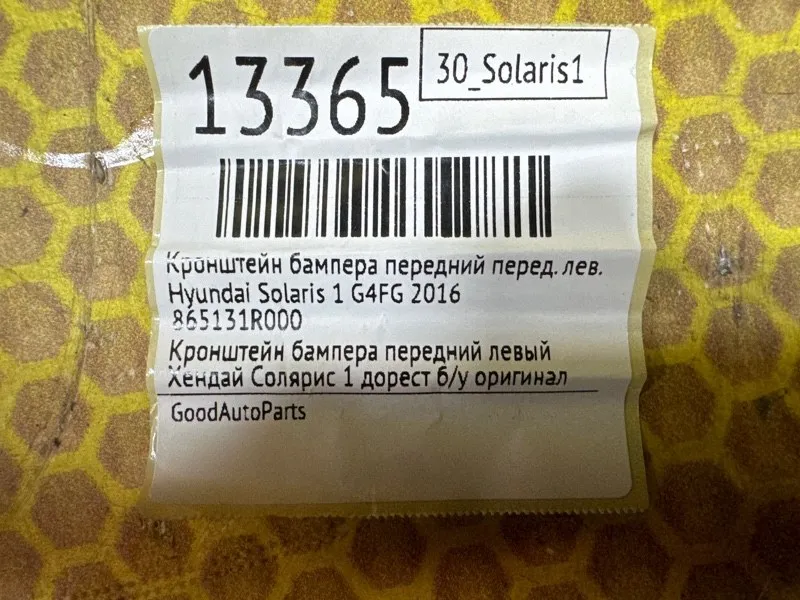 13365
30_Solaris1
Кронштейн бампера передний перед. лев.
Hyundai Solaris 1 G4FG 2016
865131R000
Кронштейн бампера передний левый
Хендай Солярис 1 дорест б/у оригинал
GoodAutoParts